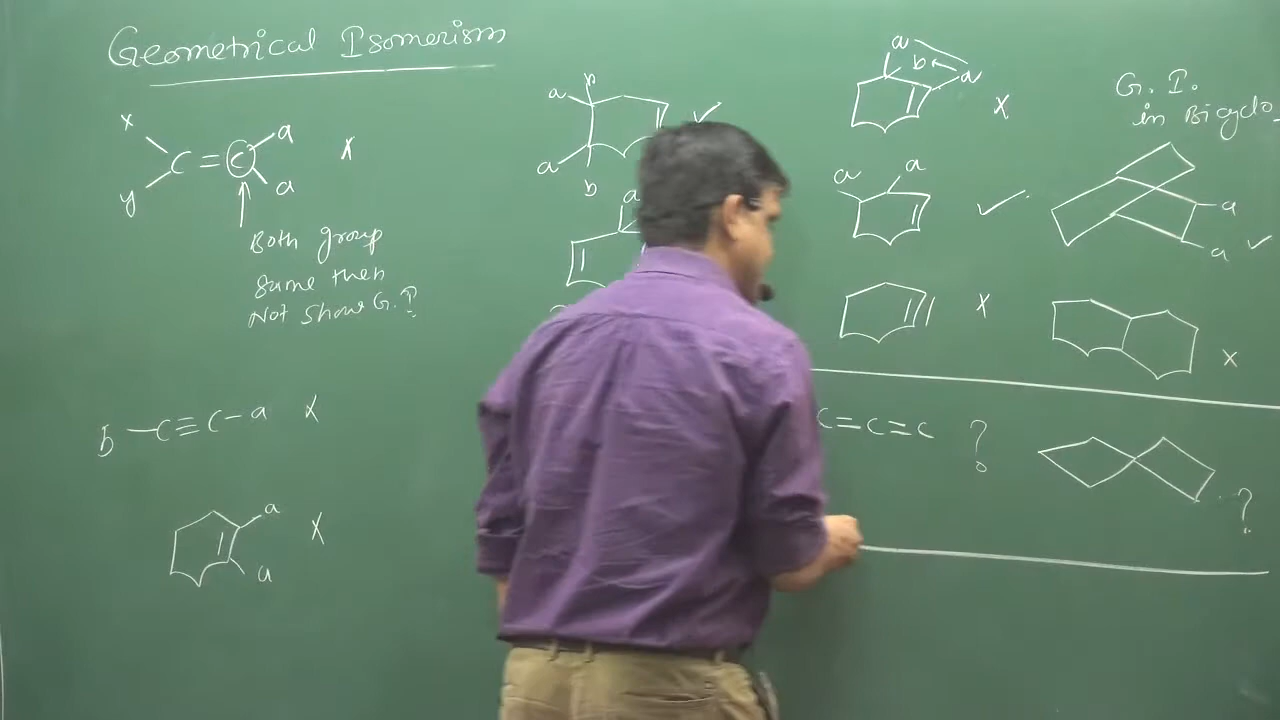 Geometrical Isomerism
x
y
C=C
a
a
X
Both group
same then
Not Show G.I
b-C≡C-a X
a
a
X
a
b
a
b
✓
a
a
b
a
X
a
a
✓
X
G. I.
in Bicyclo
a
a
✓
X
C=C=C ?
?